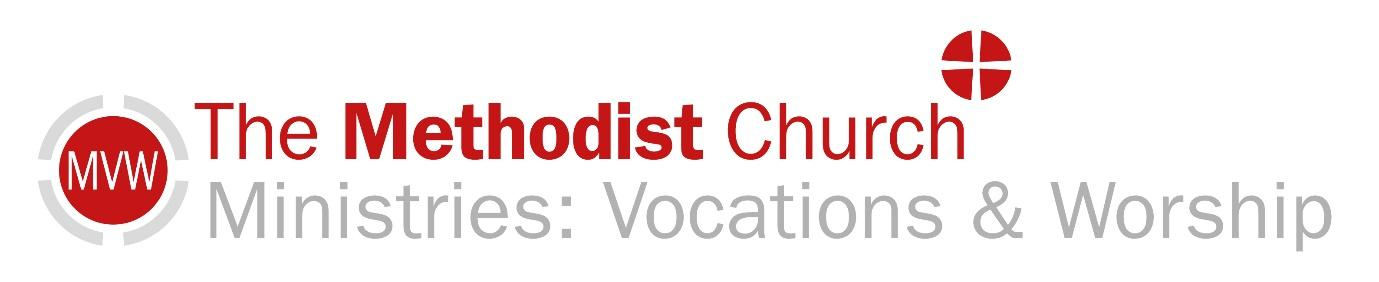 MVW
The Methodist Church
Ministries: Vocations & Worship